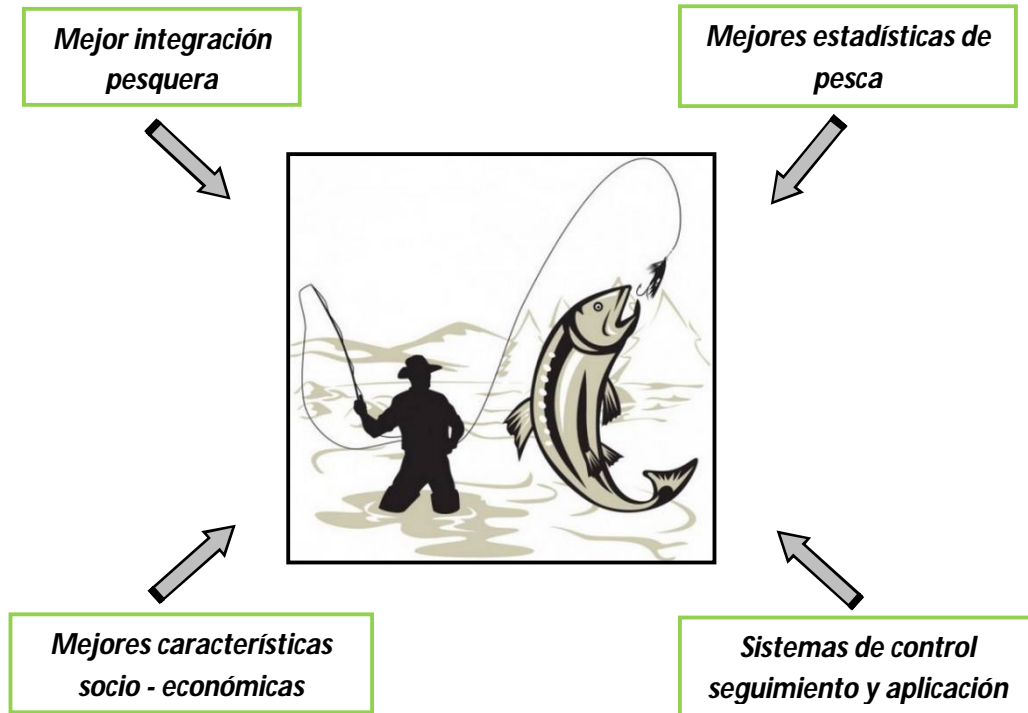 Mejor integración
pesquera
Mejores estadísticas de
pesca
Mejores características
socio - económicas
Sistemas de control
seguimiento y aplicación